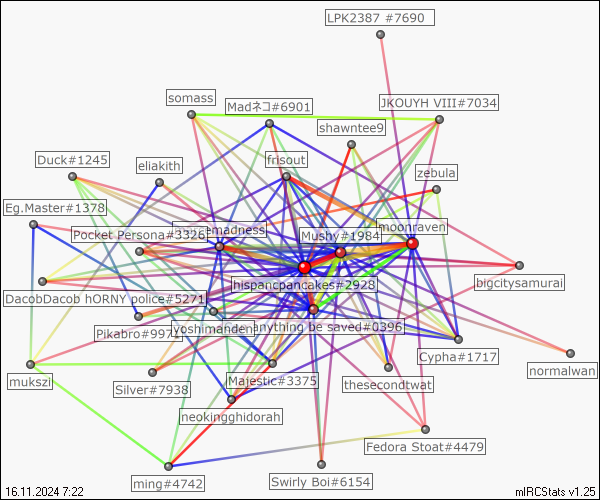 LPK2387 #7690
somass
Madネコ#6901
JKOUYH VIII#7034
shawntee9
Duck#1245
eliakith
frisout
zebula
Eg.Master#1378
Pocket Persona#3326
emadness
Mushy#1984
moonraven
hispancpancakes#2928
bigcitysamurai
DacobDacob hORNY police#5271
Pikabro#9971
yoshimanden
anything be saved#0396
Cypha#1717
normalwan
mukszi
Silver#7938
Majestic#3375
thesecondtwat
neokingghidorah
Fedora Stoat#4479
ming#4742
Swirly Boi#6154
16.11.2024 7:22
mIRCStats v1.25